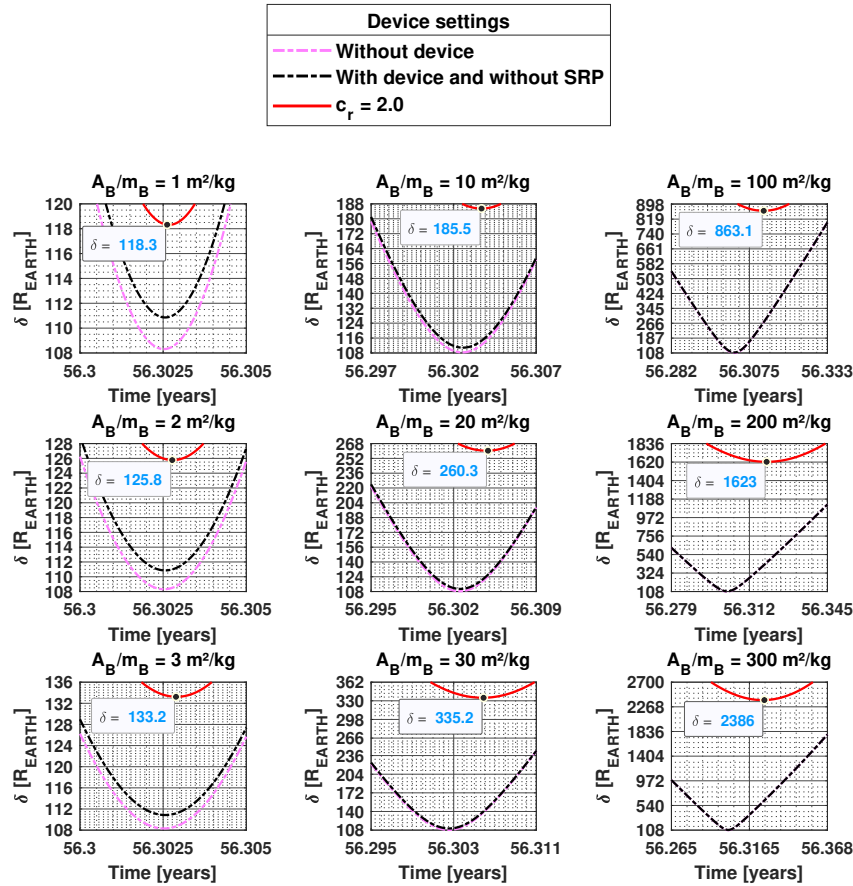 Device settings
Without device
With device and without SRP
c_r = 2.0
A_B/m_B = 1 m²/kg
δ [R_EARTH]
120
118
116
114
112
110
108
δ = 118.3
56.3
56.3025
56.305
Time [years]
A_B/m_B = 10 m²/kg
δ [R_EARTH]
188
180
172
164
156
148
140
132
124
116
108
δ = 185.5
56.297
56.302
56.307
Time [years]
A_B/m_B = 100 m²/kg
δ [R_EARTH]
898
819
740
661
582
503
424
345
266
187
108
δ = 863.1
56.282
56.3075
56.333
Time [years]
A_B/m_B = 2 m²/kg
δ [R_EARTH]
128
126
124
122
120
118
116
114
112
110
108
δ = 125.8
56.3
56.3025
56.305
Time [years]
A_B/m_B = 20 m²/kg
δ [R_EARTH]
268
252
236
220
204
188
172
156
140
124
108
δ = 260.3
56.295
56.302
56.309
Time [years]
A_B/m_B = 200 m²/kg
δ [R_EARTH]
1836
1620
1404
1188
972
756
540
324
108
δ = 1623
56.279
56.312
56.345
Time [years]
A_B/m_B = 3 m²/kg
δ [R_EARTH]
136
132
128
124
120
116
112
108
δ = 133.2
56.3
56.3025
56.305
Time [years]
A_B/m_B = 30 m²/kg
δ [R_EARTH]
362
330
298
266
236
204
172
140
108
δ = 335.2
56.295
56.303
56.311
Time [years]
A_B/m_B = 300 m²/kg
δ [R_EARTH]
2700
2268
1836
1404
972
540
108
δ = 2386
56.265
56.3165
56.368
Time [years]